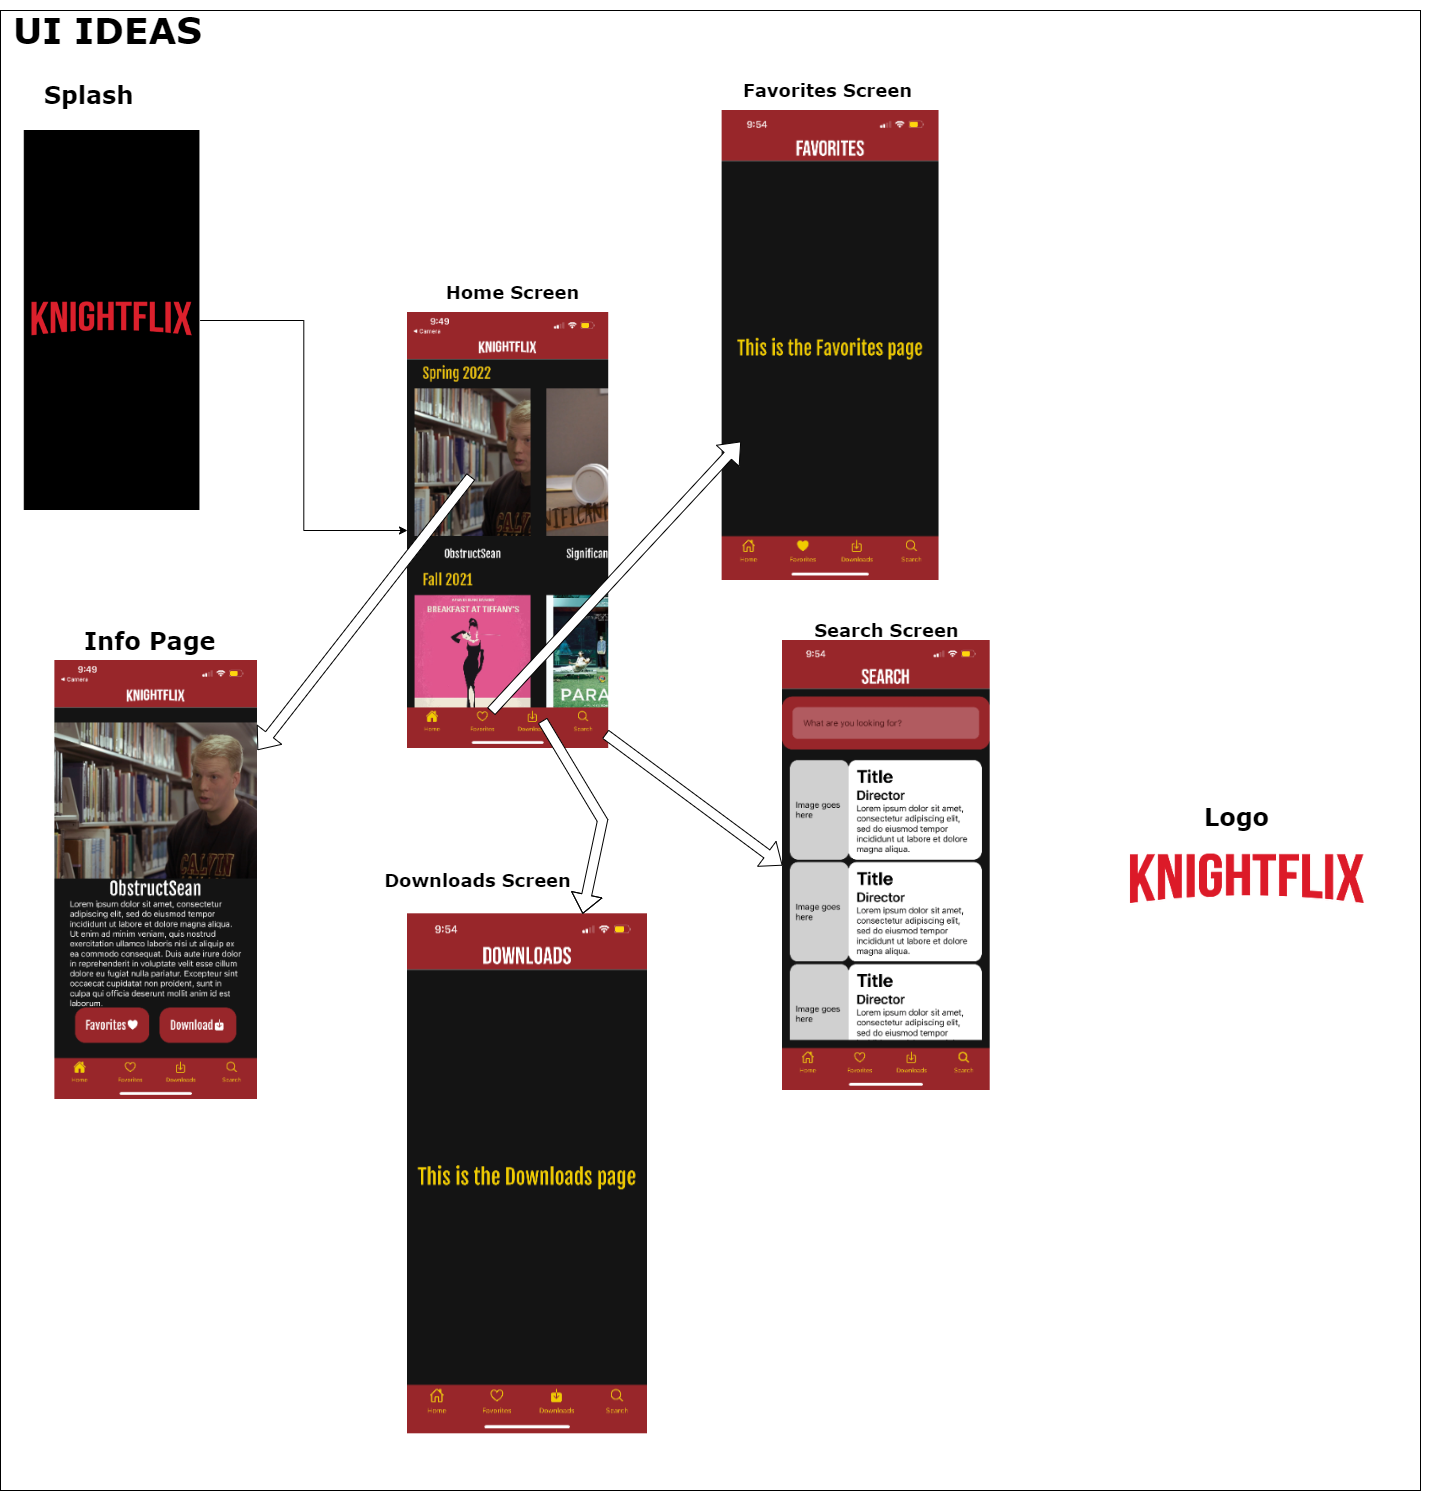 UI IDEAS
Splash
KNIGHTFLIX
Favorites Screen
9:54
FAVORITES
This is the Favorites page
Home
Favorites
Downloads
Search
Home Screen
9:49
◄ Camera
KNIGHTFLIX
Spring 2022
CALV
NIFICAN
ObstructSean
Significan
Fall 2021
BREAKFAST AT TIFFANY'S
PARA
Home
Favorites
Downloads
Search
Info Page
9:49
◄ Camera
KNIGHTFLIX
CALVIN
ObstructSean
Lorem ipsum dolor sit amet, consectetur
adipiscing elit, sed do eiusmod tempor
incididunt ut labore et dolore magna aliqua.
Ut enim ad minim veniam, quis nostrud
exercitation ullamco laboris nisi ut aliquip ex
ea commodo consequat. Duis aute irure dolor
in reprehenderit in voluptate velit esse cillum
dolore eu fugiat nulla pariatur. Excepteur sint
occaecat cupidatat non proident, sunt in
culpa qui officia deserunt mollit anim id est
laborum.
Favorites
Download
Home
Favorites
Downloads
Search
Search Screen
9:54
SEARCH
What are you looking for?
Image goes
here
Title
Director
Lorem ipsum dolor sit amet,
consectetur adipiscing elit,
sed do eiusmod tempor
incididunt ut labore et dolore
magna aliqua.
Image goes
here
Title
Director
Lorem ipsum dolor sit amet,
consectetur adipiscing elit,
sed do eiusmod tempor
incididunt ut labore et dolore
magna aliqua.
Image goes
here
Title
Director
Lorem ipsum dolor sit amet,
consectetur adipiscing elit,
sed do eiusmod tempor
Home
Favorites
Downloads
Search
Logo
KNIGHTFLIX
Downloads Screen
9:54
DOWNLOADS
This is the Downloads page
Home
Favorites
Downloads
Search